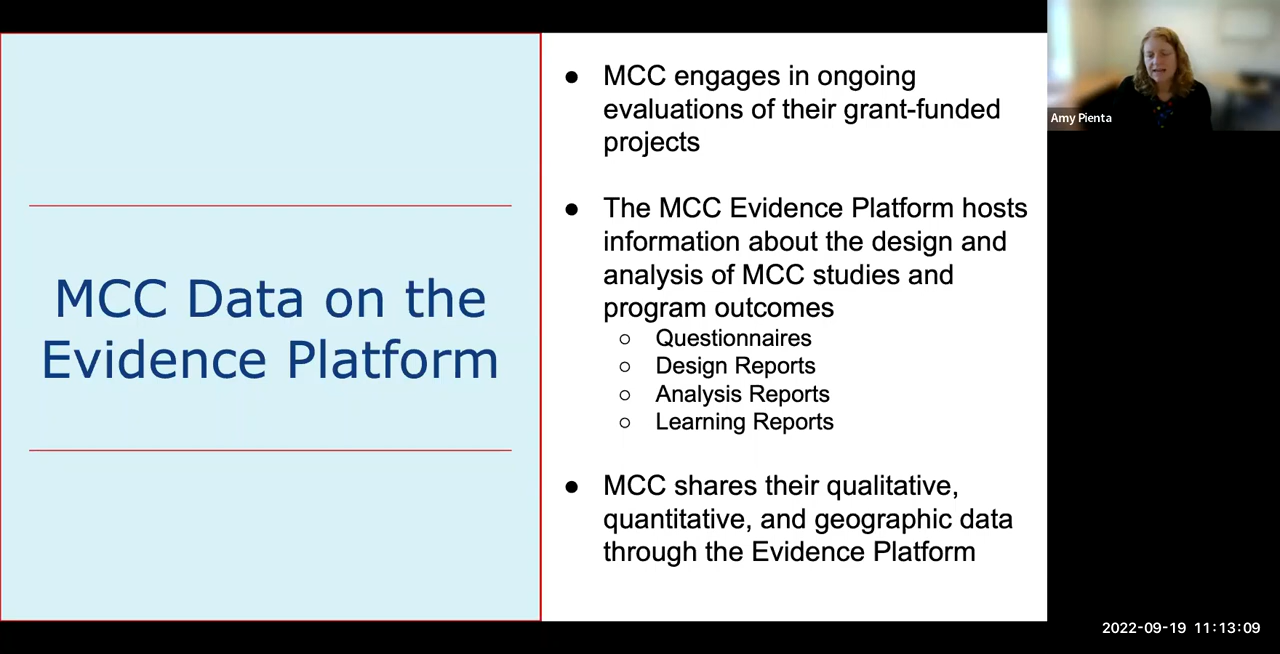 MCC Data on the
Evidence Platform
● MCC engages in ongoing
evaluations of their grant-funded
projects
● The MCC Evidence Platform hosts
information about the design and
analysis of MCC studies and
program outcomes
○ Questionnaires
○ Design Reports
○ Analysis Reports
○ Learning Reports
● MCC shares their qualitative,
quantitative, and geographic data
through the Evidence Platform
Amy Pienta
2022-09-19 11:13:09